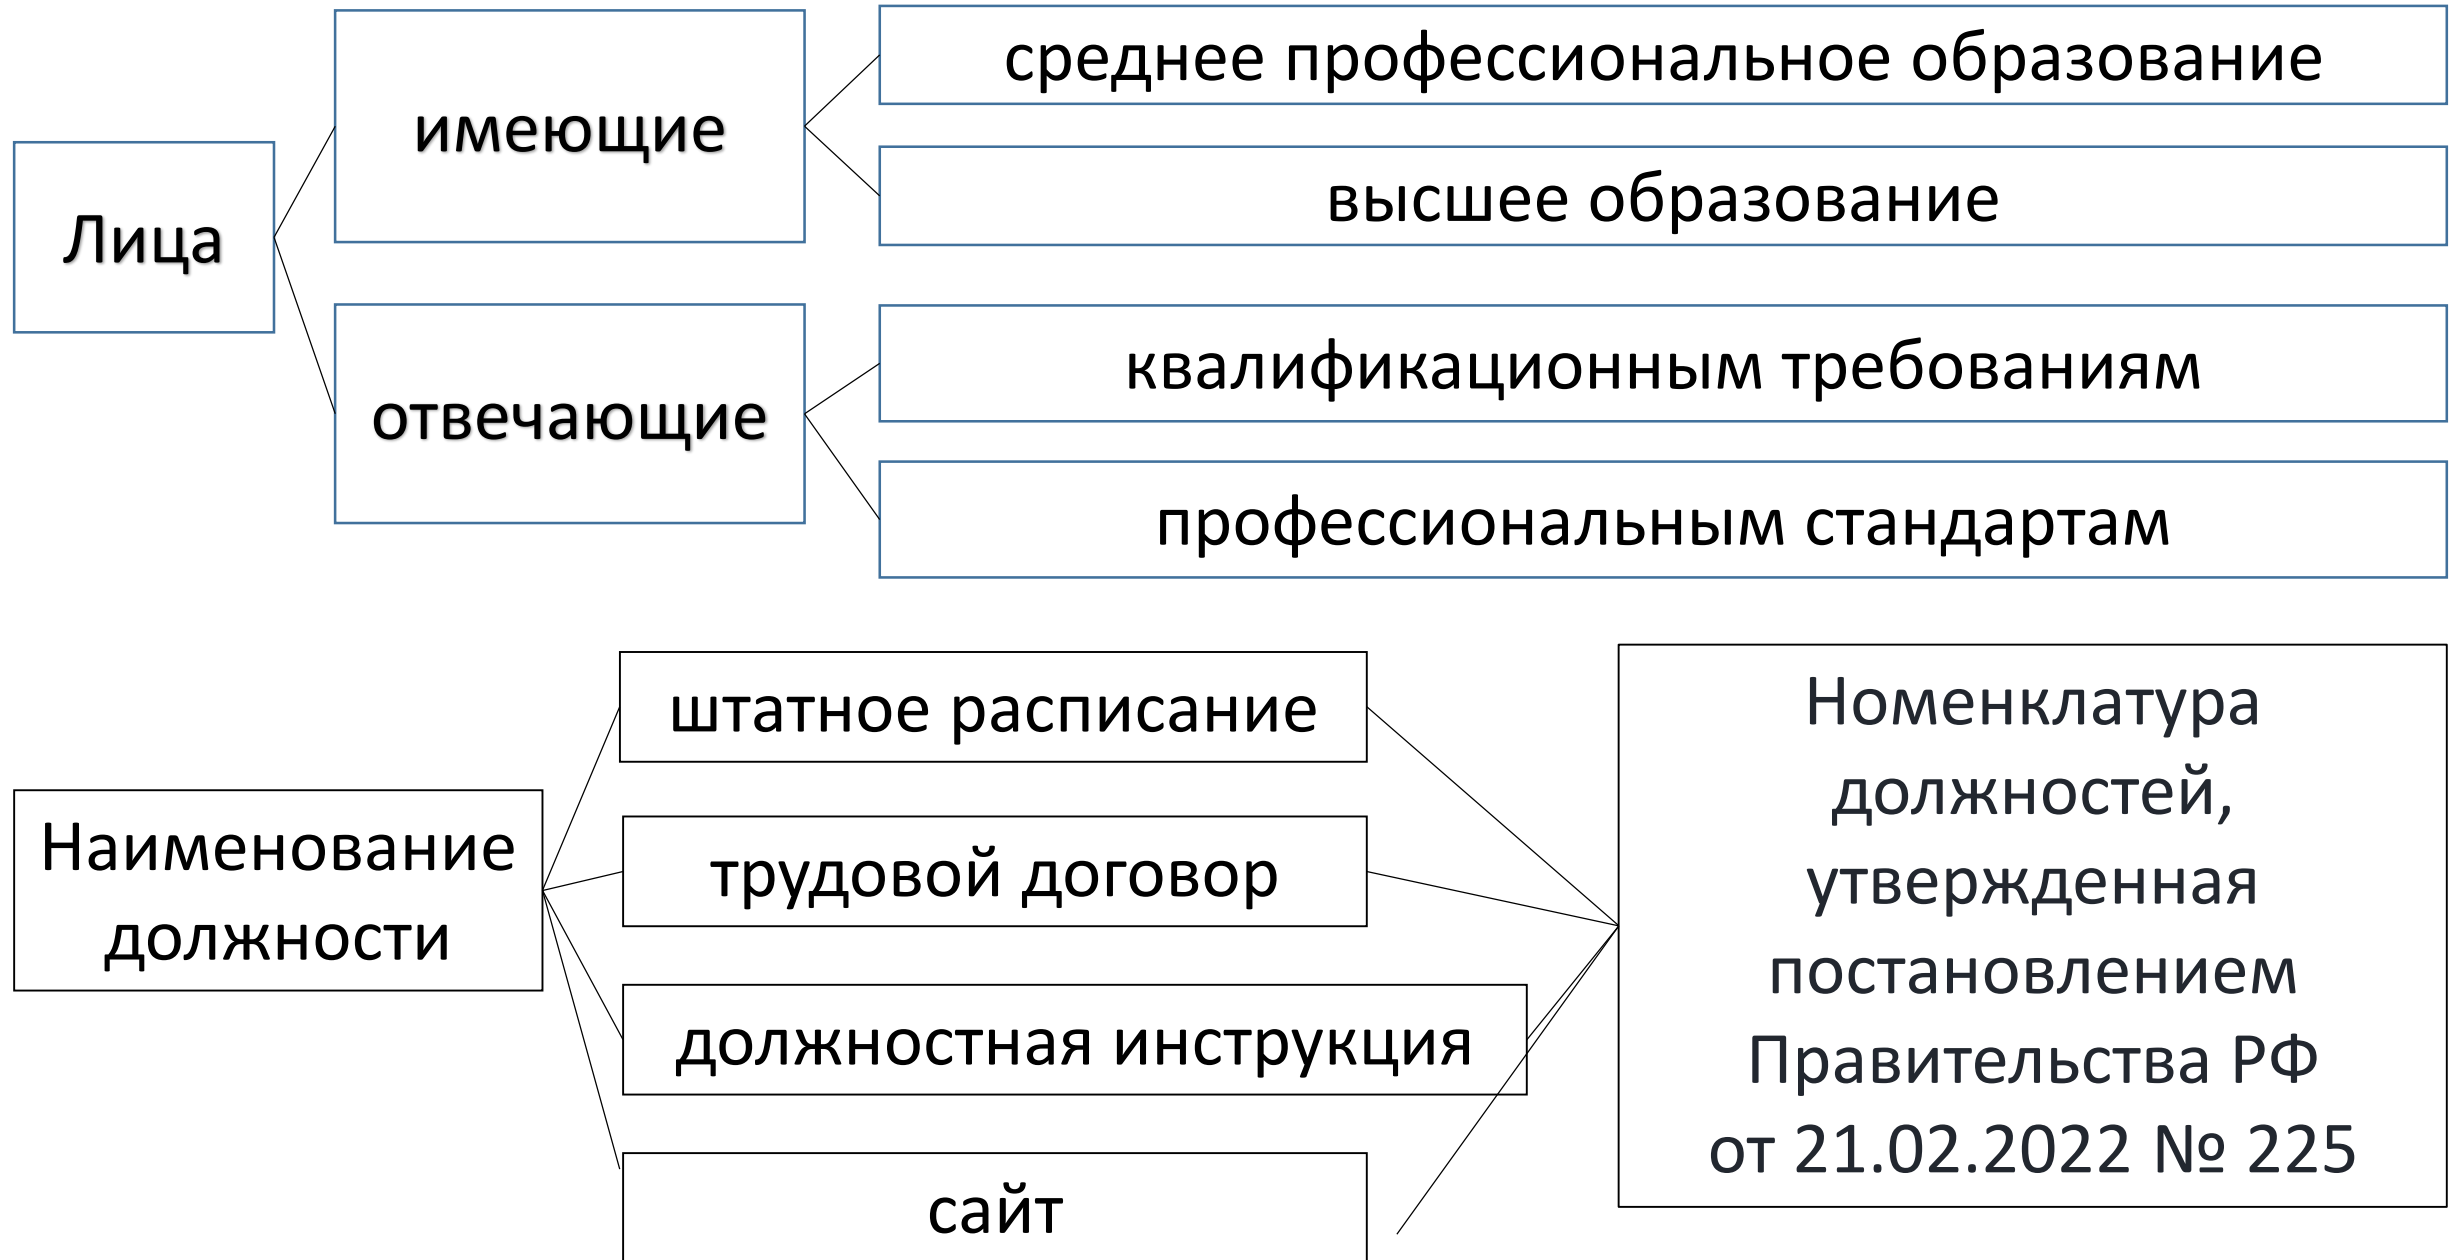 Лица
имеющие
среднее профессиональное образование
высшее образование
отвечающие
квалификационным требованиям
профессиональным стандартам
Наименование
должности
штатное расписание
трудовой договор
должностная инструкция
сайт
Номенклатура
должностей,
утвержденная
постановлением
Правительства РФ
от 21.02.2022 № 225